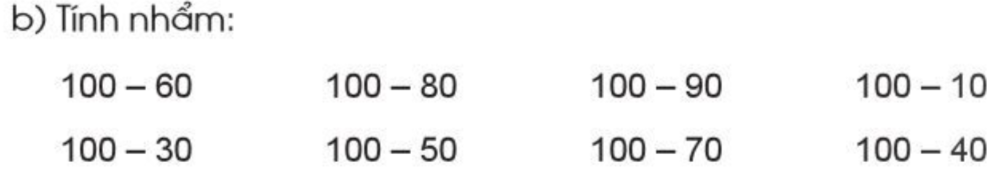 b) Tính nhẩm:
100 – 60 100 – 80 100 – 90 100 – 10
100 – 30 100 – 50 100 – 70 100 – 40